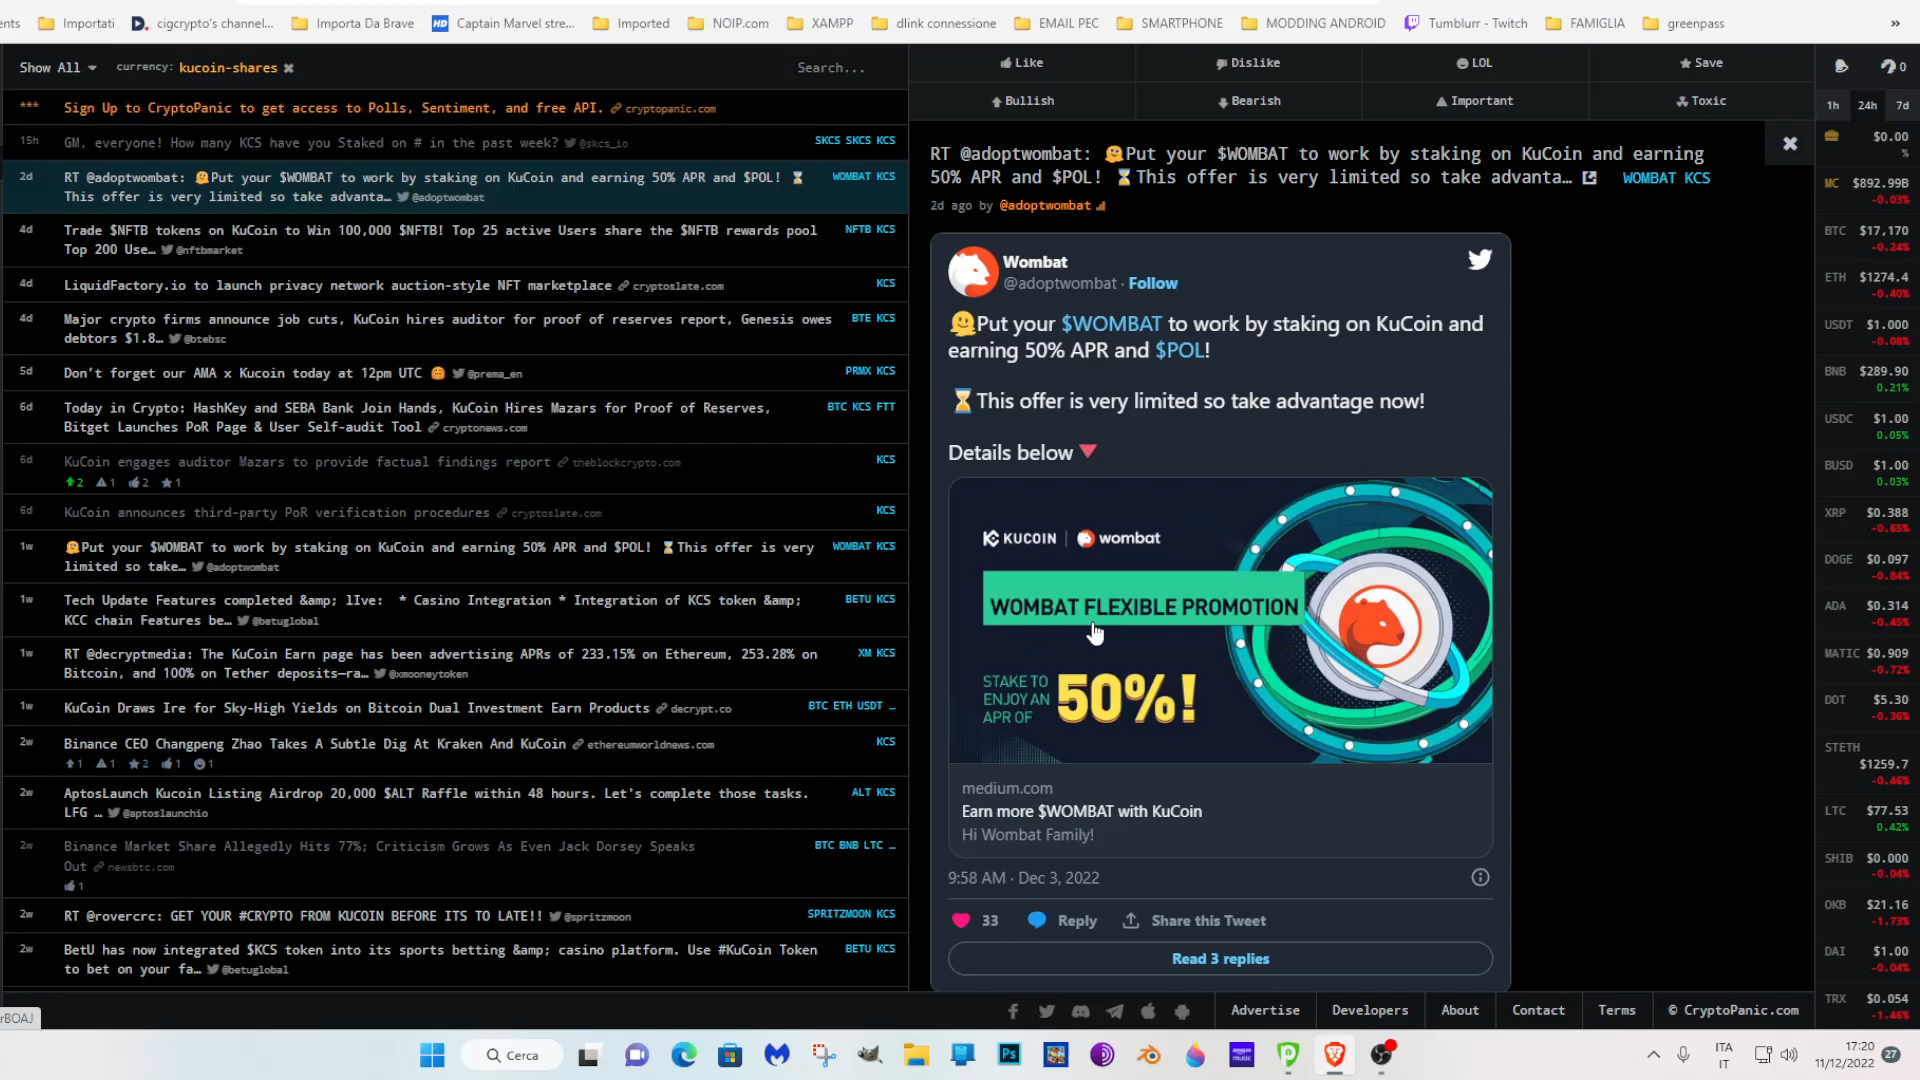 ents Importati cigcrypto's channel... Importa Da Brave Captain Marvel stre... Imported NOIP.com XAMPP dlink connessione EMAIL PEC SMARTPHONE MODDING ANDROID Tumblurr - Twitch FAMIGLIA greenpass »
Show All currency: kucoin-shares ✖ Search...
*** Sign Up to CryptoPanic to get access to Polls, Sentiment, and free API. cryptopanic.com
15h GM, everyone! How many KCS have you Staked on # in the past week? @skcs_io SKCS SKCS KCS
2d RT @adoptwombat: Put your $WOMBAT to work by staking on KuCoin and earning 50% APR and $POL! ⌛ WOMBAT KCS
This offer is very limited so take advanta… @adoptwombat
4d Trade $NFTB tokens on KuCoin to Win 100,000 $NFTB! Top 25 active Users share the $NFTB rewards pool NFTB KCS
Top 200 Use… @nftbmarket
4d LiquidFactory.io to launch privacy network auction-style NFT marketplace cryptoslate.com KCS
4d Major crypto firms announce job cuts, KuCoin hires auditor for proof of reserves report, Genesis owes BTE KCS
debtors $1.8… @btebsc
5d Don't forget our AMA x Kucoin today at 12pm UTC 🤗 @prema_en PRMX KCS
6d Today in Crypto: HashKey and SEBA Bank Join Hands, KuCoin Hires Mazars for Proof of Reserves, BTC KCS FTT
Bitget Launches PoR Page & User Self-audit Tool cryptonews.com
6d KuCoin engages auditor Mazars to provide factual findings report theblockcrypto.com KCS
2 1 2 1
6d KuCoin announces third-party PoR verification procedures cryptoslate.com KCS
1w Put your $WOMBAT to work by staking on KuCoin and earning 50% APR and $POL! ⌛This offer is very WOMBAT KCS
limited so take… @adoptwombat
1w Tech Update Features completed &amp; lIve: * Casino Integration * Integration of KCS token &amp; BETU KCS
KCC chain Features be… @betuglobal
1w RT @decryptmedia: The KuCoin Earn page has been advertising APRs of 233.15% on Ethereum, 253.28% on XM KCS
Bitcoin, and 100% on Tether deposits—ra… @xmooneytoken
1w KuCoin Draws Ire for Sky-High Yields on Bitcoin Dual Investment Earn Products decrypt.co BTC ETH USDT …
2w Binance CEO Changpeng Zhao Takes A Subtle Dig At Kraken And KuCoin ethereumworldnews.com KCS
1 1 2 1 1
2w AptosLaunch Kucoin Listing Airdrop 20,000 $ALT Raffle within 48 hours. Let's complete those tasks. ALT KCS
LFG … @aptoslaunchio
2w Binance Market Share Allegedly Hits 77%; Criticism Grows As Even Jack Dorsey Speaks BTC BNB LTC …
Out newsbtc.com
1
2w RT @rovercrc: GET YOUR #CRYPTO FROM KUCOIN BEFORE ITS TO LATE!! @spritzmoon SPRITZMOON KCS
2w BetU has now integrated $KCS token into its sports betting &amp; casino platform. Use #KuCoin Token BETU KCS
to bet on your fa… @betuglobal
rBOAJ
Like Dislike LOL Save
Bullish Bearish Important Toxic
RT @adoptwombat: Put your $WOMBAT to work by staking on KuCoin and earning
50% APR and $POL! ⌛This offer is very limited so take advanta… WOMBAT KCS
2d ago by @adoptwombat
Wombat
@adoptwombat · Follow
Put your $WOMBAT to work by staking on KuCoin and
earning 50% APR and $POL!
⌛This offer is very limited so take advantage now!
Details below 🔻
KUCOIN | wombat
WOMBAT FLEXIBLE PROMOTION
STAKE TO
ENJOY AN
APR OF
50%!
medium.com
Earn more $WOMBAT with KuCoin
Hi Wombat Family!
9:58 AM · Dec 3, 2022
33 Reply Share this Tweet
Read 3 replies
Advertise Developers About Contact Terms © CryptoPanic.com
0
1h 24h 7d
$0.00
%
MC $892.99B
-0.03%
BTC $17,170
-0.24%
ETH $1274.4
-0.40%
USDT $1.000
-0.08%
BNB $289.90
0.21%
USDC $1.00
0.05%
BUSD $1.00
0.03%
XRP $0.388
-0.65%
DOGE $0.097
-0.84%
ADA $0.314
-0.45%
MATIC $0.909
-0.72%
DOT $5.30
-0.36%
STETH
$1259.7
-0.46%
LTC $77.53
0.42%
SHIB $0.000
-0.04%
OKB $21.16
-1.73%
DAI $1.00
-0.04%
TRX $0.054
-1.46%
Cerca
Ps
amazon music
ITA
IT
17:20
11/12/2022
27